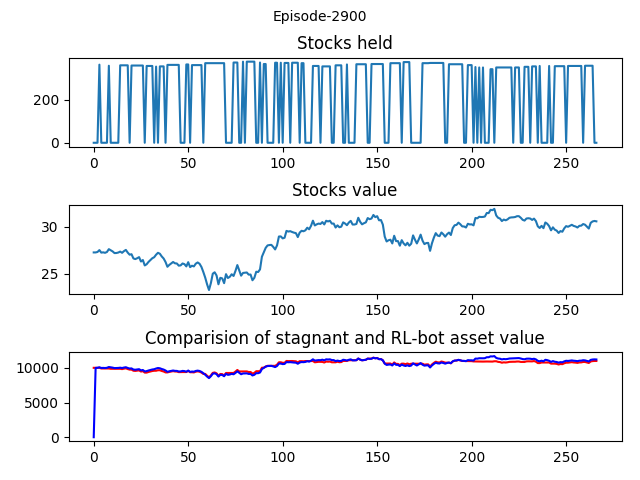 Episode-2900
Stocks held
200
0
0 50 100 150 200 250
Stocks value
30
25
0 50 100 150 200 250
Comparision of stagnant and RL-bot asset value
10000
5000
0
0 50 100 150 200 250